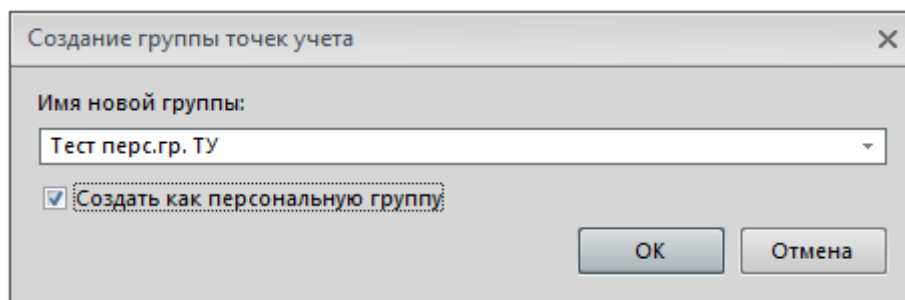 Создание группы точек учета
Имя новой группы:
Тест перс.гр. ТУ
Создать как персональную группу
ОК
Отмена